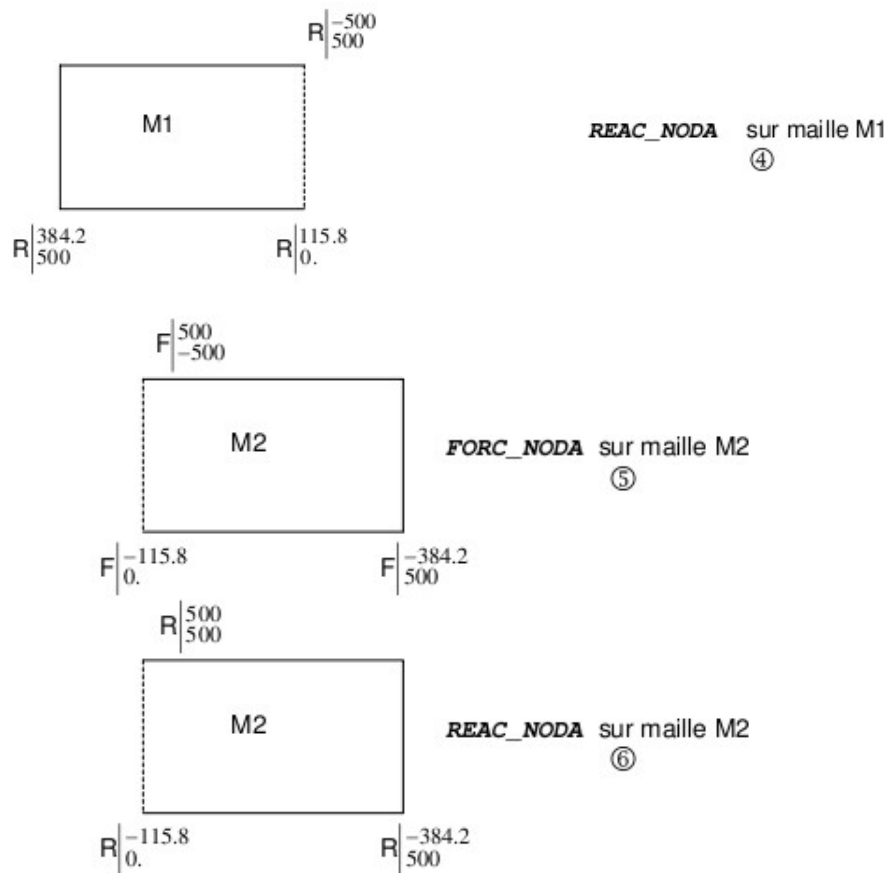 R|-500
500
M1
REAC_NODA sur maille M1
④
R|384.2
500
R|115.8
0.
F|500
-500
M2
FORC_NODA sur maille M2
⑤
F|-115.8
0.
F|-384.2
500
R|500
500
M2
REAC_NODA sur maille M2
⑥
R|-115.8
0.
R|-384.2
500